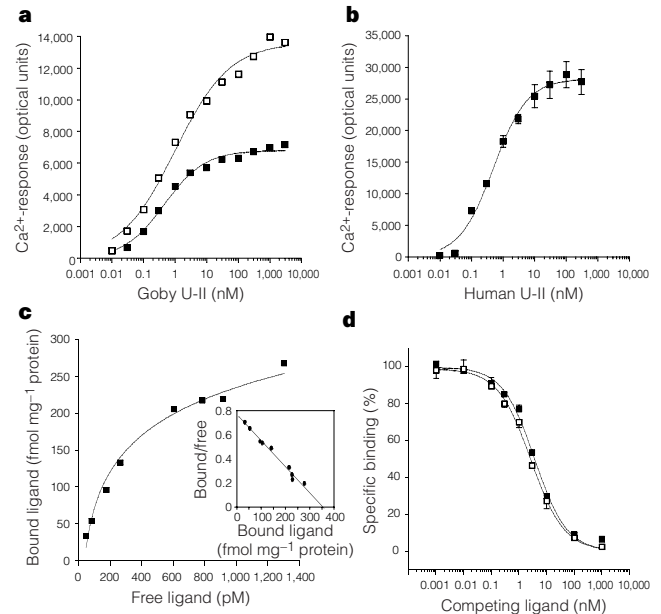 a
14,000
12,000
10,000
8,000
6,000
4,000
2,000
0
Ca2+-response (optical units)
0.001 0.01 0.1 1 10 100 1,000 10,000
Goby U-II (nM)
b
35,000
30,000
25,000
20,000
15,000
10,000
5,000
0
Ca2+-response (optical units)
0.001 0.01 0.1 1 10 100 1,000 10,000
Human U-II (nM)
c
300
250
200
150
100
50
0
Bound ligand (fmol mg–1 protein)
0 200 400 600 800 1,000 1,200 1,400
Free ligand (pM)
0.8
0.6
0.4
0.2
0
Bound/free
0 100 200 300 400
Bound ligand
(fmol mg–1 protein)
d
100
80
60
40
20
0
Specific binding (%)
0.001 0.01 0.1 1 10 100 1,000 10,000
Competing ligand (nM)